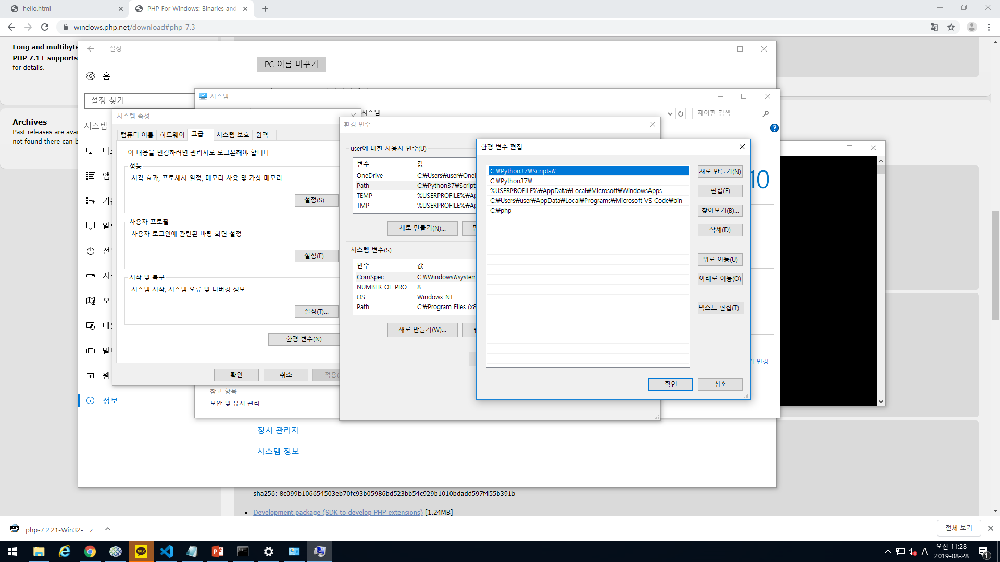 hello.html
PHP For Windows: Binaries and
windows.php.net/download#php-7.3
Long and multibyte
PHP 7.1+ supports
for details.
Archives
Past releases are avai
not found there can b
설정
PC 이름 바꾸기
홈
설정 찾기
시스템
앱
정보
장치 관리자
시스템 정보
시스템
시스템
제어판 검색
10
기 변경
참고 항목
보안 및 유지 관리
시스템 속성
컴퓨터 이름 하드웨어 고급 시스템 보호 원격
이 내용을 변경하려면 관리자로 로그온해야 합니다.
성능
시각 효과, 프로세서 일정, 메모리 사용 및 가상 메모리
설정(S)...
사용자 프로필
사용자 로그인에 관련된 바탕 화면 설정
설정(E)...
시작 및 복구
시스템 시작, 시스템 오류 및 디버깅 정보
설정(T)...
환경 변수(N)...
확인 취소 적용(
환경 변수
user에 대한 사용자 변수(U)
변수 값
OneDrive C:₩Users₩user₩OneD
Path C:₩Python37₩Scripts
TEMP %USERPROFILE%₩Ap
TMP %USERPROFILE%₩Ap
새로 만들기(N)...
시스템 변수(S)
변수 값
ComSpec C:₩Windows₩system
NUMBER_OF_PRO... 8
OS Windows_NT
Path C:₩Program Files (x8
새로 만들기(W)...
환경 변수 편집
C:₩Python37₩Scripts₩
C:₩Python37₩
%USERPROFILE%₩AppData₩Local₩Microsoft₩WindowsApps
C:₩Users₩user₩AppData₩Local₩Programs₩Microsoft VS Code₩bin
C:₩php
새로 만들기(N)
편집(E)
찾아보기(B)...
삭제(D)
위로 이동(U)
아래로 이동(O)
텍스트 편집(T)...
확인 취소
sha256: 8c099b106654503eb70fc93b05986bd523bb54c929b1010bdadd597f455b391b
Development package (SDK to develop PHP extensions) [1.24MB]
php-7.2.21-Win32-....z...
전체 보기
TALK
A
오전 11:28
2019-08-28
1